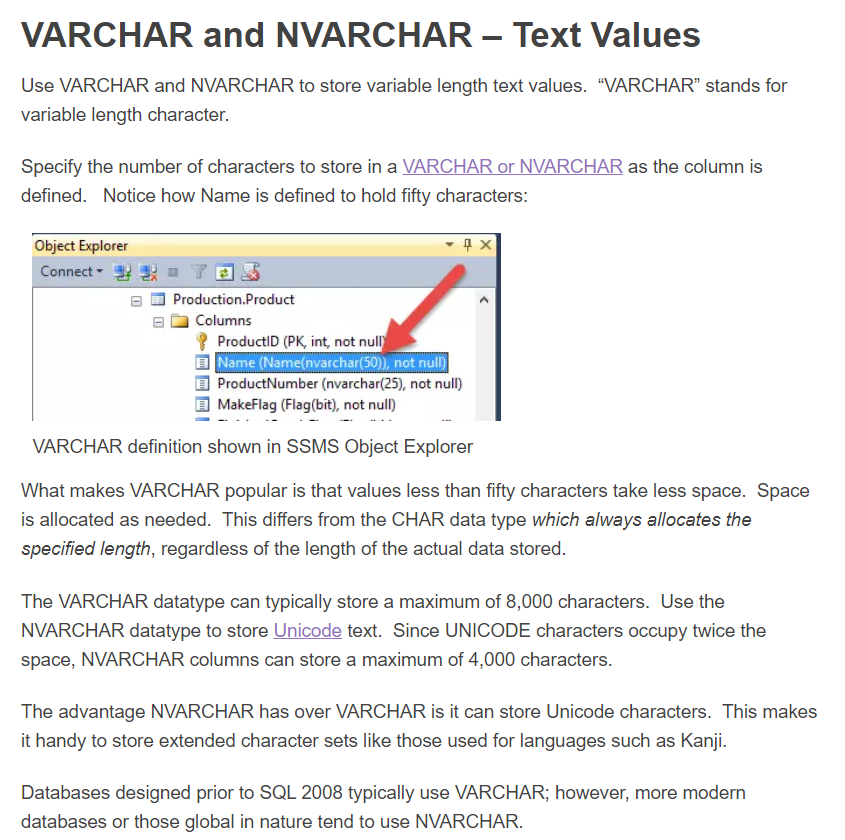 VARCHAR and NVARCHAR – Text Values
Use VARCHAR and NVARCHAR to store variable length text values.  “VARCHAR” stands for
variable length character.
Specify the number of characters to store in a VARCHAR or NVARCHAR as the column is
defined.   Notice how Name is defined to hold fifty characters:
Object Explorer
Connect
Production.Product
Columns
ProductID (PK, int, not null)
Name (Name(nvarchar(50)), not null)
ProductNumber (nvarchar(25), not null)
MakeFlag (Flag(bit), not null)
VARCHAR definition shown in SSMS Object Explorer
What makes VARCHAR popular is that values less than fifty characters take less space.  Space
is allocated as needed.  This differs from the CHAR data type which always allocates the
specified length, regardless of the length of the actual data stored.
The VARCHAR datatype can typically store a maximum of 8,000 characters.  Use the
NVARCHAR datatype to store Unicode text.  Since UNICODE characters occupy twice the
space, NVARCHAR columns can store a maximum of 4,000 characters.
The advantage NVARCHAR has over VARCHAR is it can store Unicode characters.  This makes
it handy to store extended character sets like those used for languages such as Kanji.
Databases designed prior to SQL 2008 typically use VARCHAR; however, more modern
databases or those global in nature tend to use NVARCHAR.